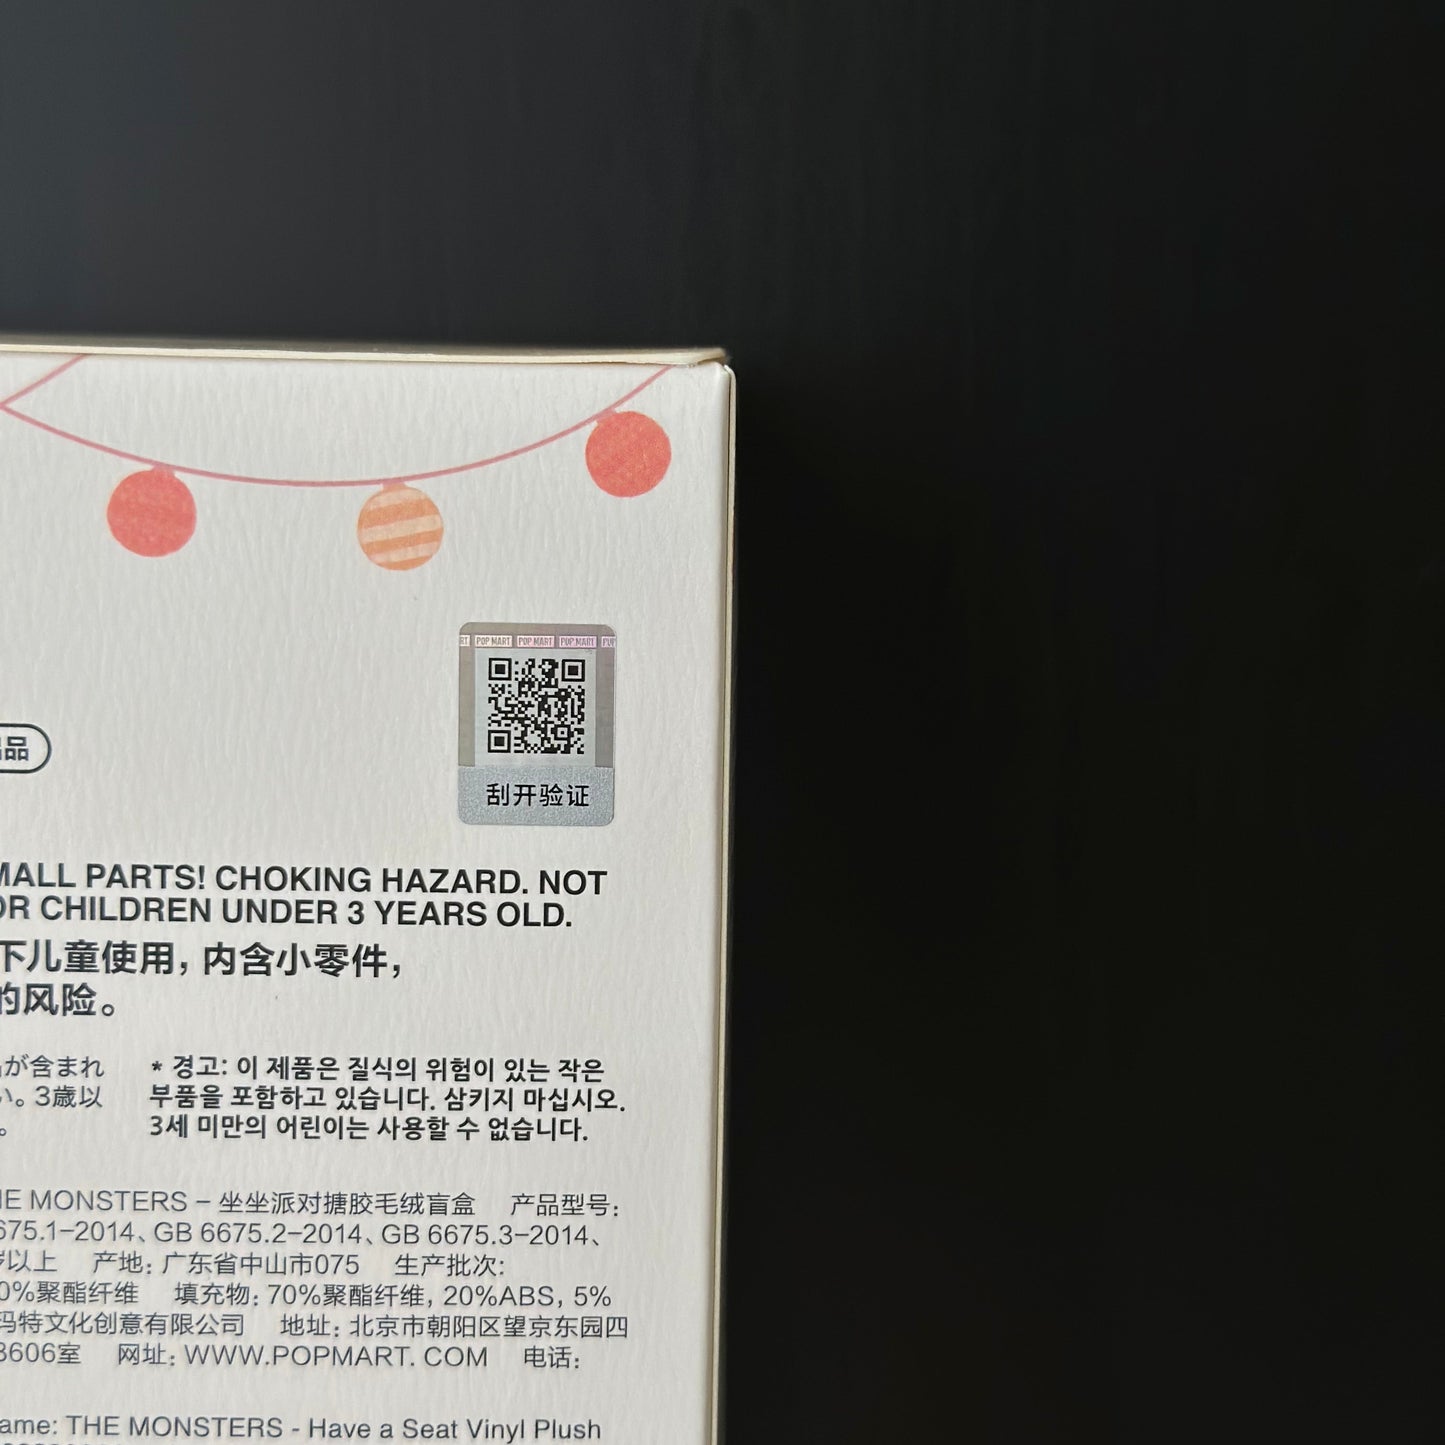 POP MART POP MART POP MART
品
刮开验证
MALL PARTS! CHOKING HAZARD. NOT
OR CHILDREN UNDER 3 YEARS OLD.
下儿童使用，内含小零件，
的风险。
が含まれ
い。3歳以
。
* 경고: 이 제품은 질식의 위험이 있는 작은
부품을 포함하고 있습니다. 삼키지 마십시오.
3세 미만의 어린이는 사용할 수 없습니다.
HE MONSTERS – 坐坐派对搪胶毛绒盲盒 产品型号:
675.1–2014、GB 6675.2–2014、GB 6675.3–2014、
岁以上 产地: 广东省中山市075 生产批次:
0%聚酯纤维 填充物: 70%聚酯纤维, 20%ABS, 5%
玛特文化创意有限公司 地址: 北京市朝阳区望京东园四
3606室 网址: WWW.POPMART. COM 电话:
ame: THE MONSTERS - Have a Seat Vinyl Plush